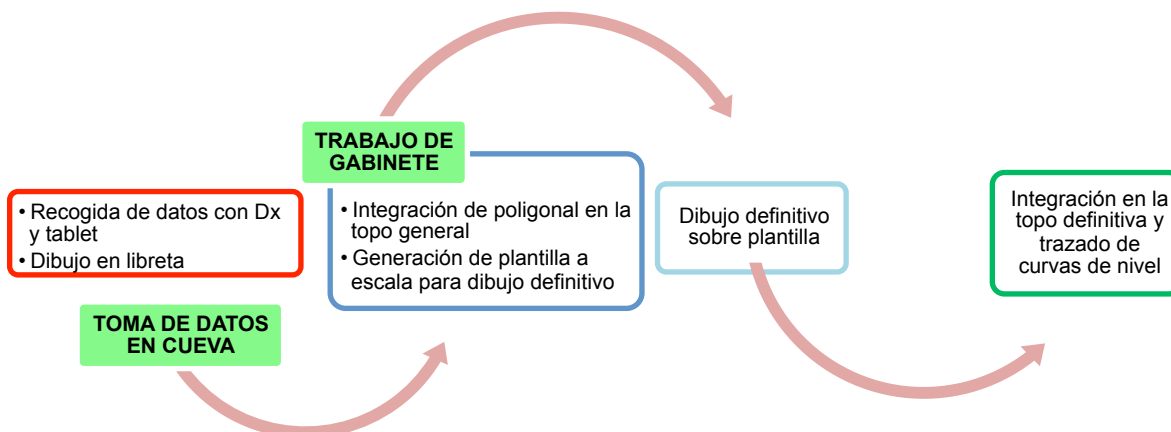 • Recogida de datos con Dx
y tablet
• Dibujo en libreta
TOMA DE DATOS
EN CUEVA
TRABAJO DE
GABINETE
• Integración de poligonal en la
topo general
• Generación de plantilla a
escala para dibujo definitivo
Dibujo definitivo
sobre plantilla
Integración en la
topo definitiva y
trazado de
curvas de nivel